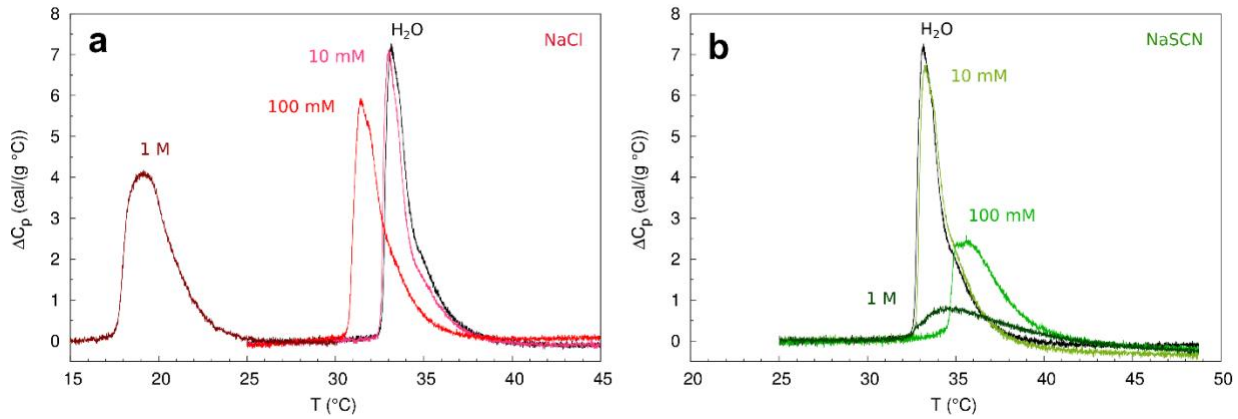 a
NaCl
H₂O
10 mM
100 mM
1 M
ΔCₚ (cal/(g °C))
8
7
6
5
4
3
2
1
0
15 20 25 30 35 40 45
T (°C)
b
NaSCN
H₂O
10 mM
100 mM
1 M
ΔCₚ (cal/(g °C))
8
7
6
5
4
3
2
1
0
20 25 30 35 40 45 50
T (°C)